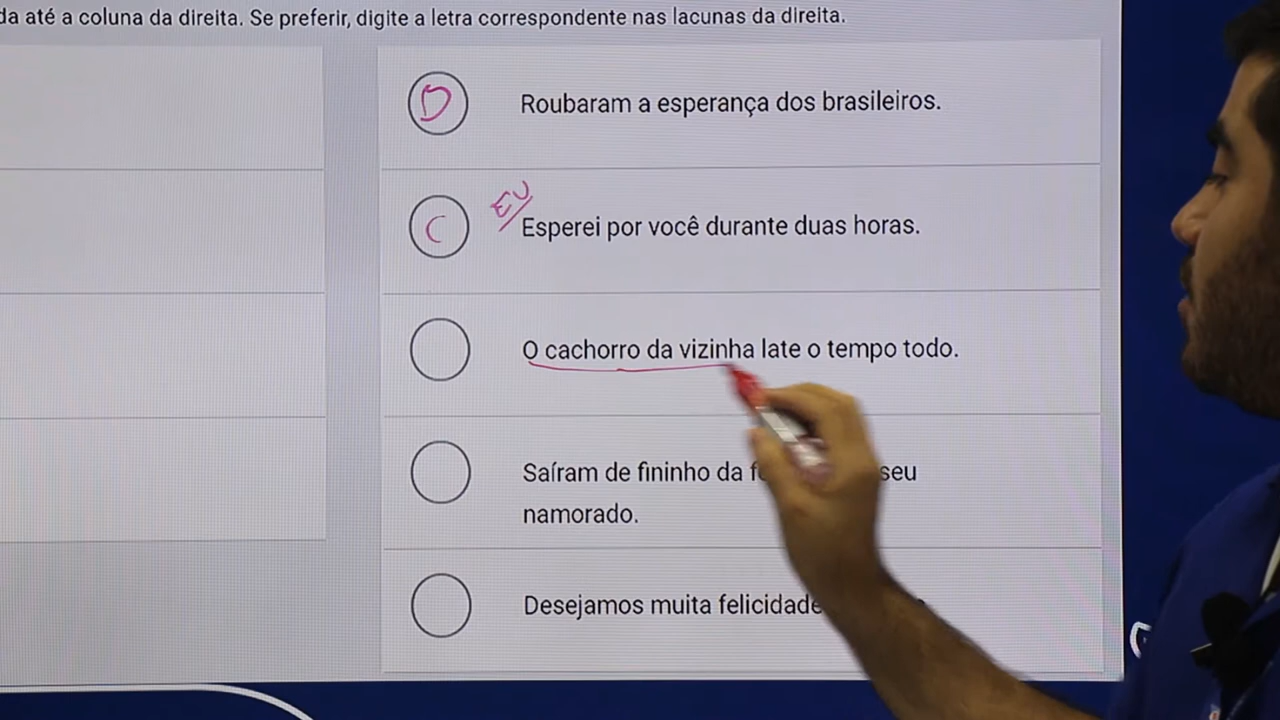 até a coluna da direita. Se preferir, digite a letra correspondente nas lacunas da direita.
D
Roubaram a esperança dos brasileiros.
EU
C
Esperei por você durante duas horas.
O cachorro da vizinha late o tempo todo.
Saíram de fininho da seu
namorado.
Desejamos muita